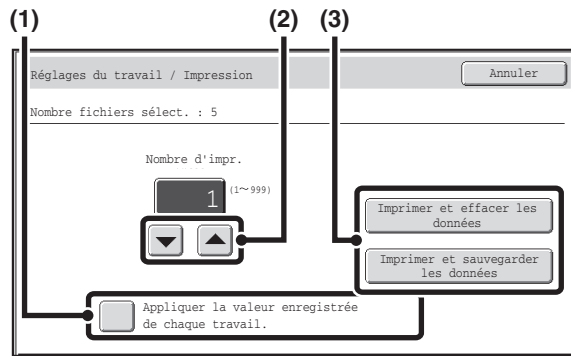 (1) (2) (3)
Réglages du travail / Impression
Annuler
Nombre fichiers sélect. : 5
Nombre d'impr.
1
(1~999)
Imprimer et effacer les
données
Imprimer et sauvegarder
les données
Appliquer la valeur enregistrée
de chaque travail.